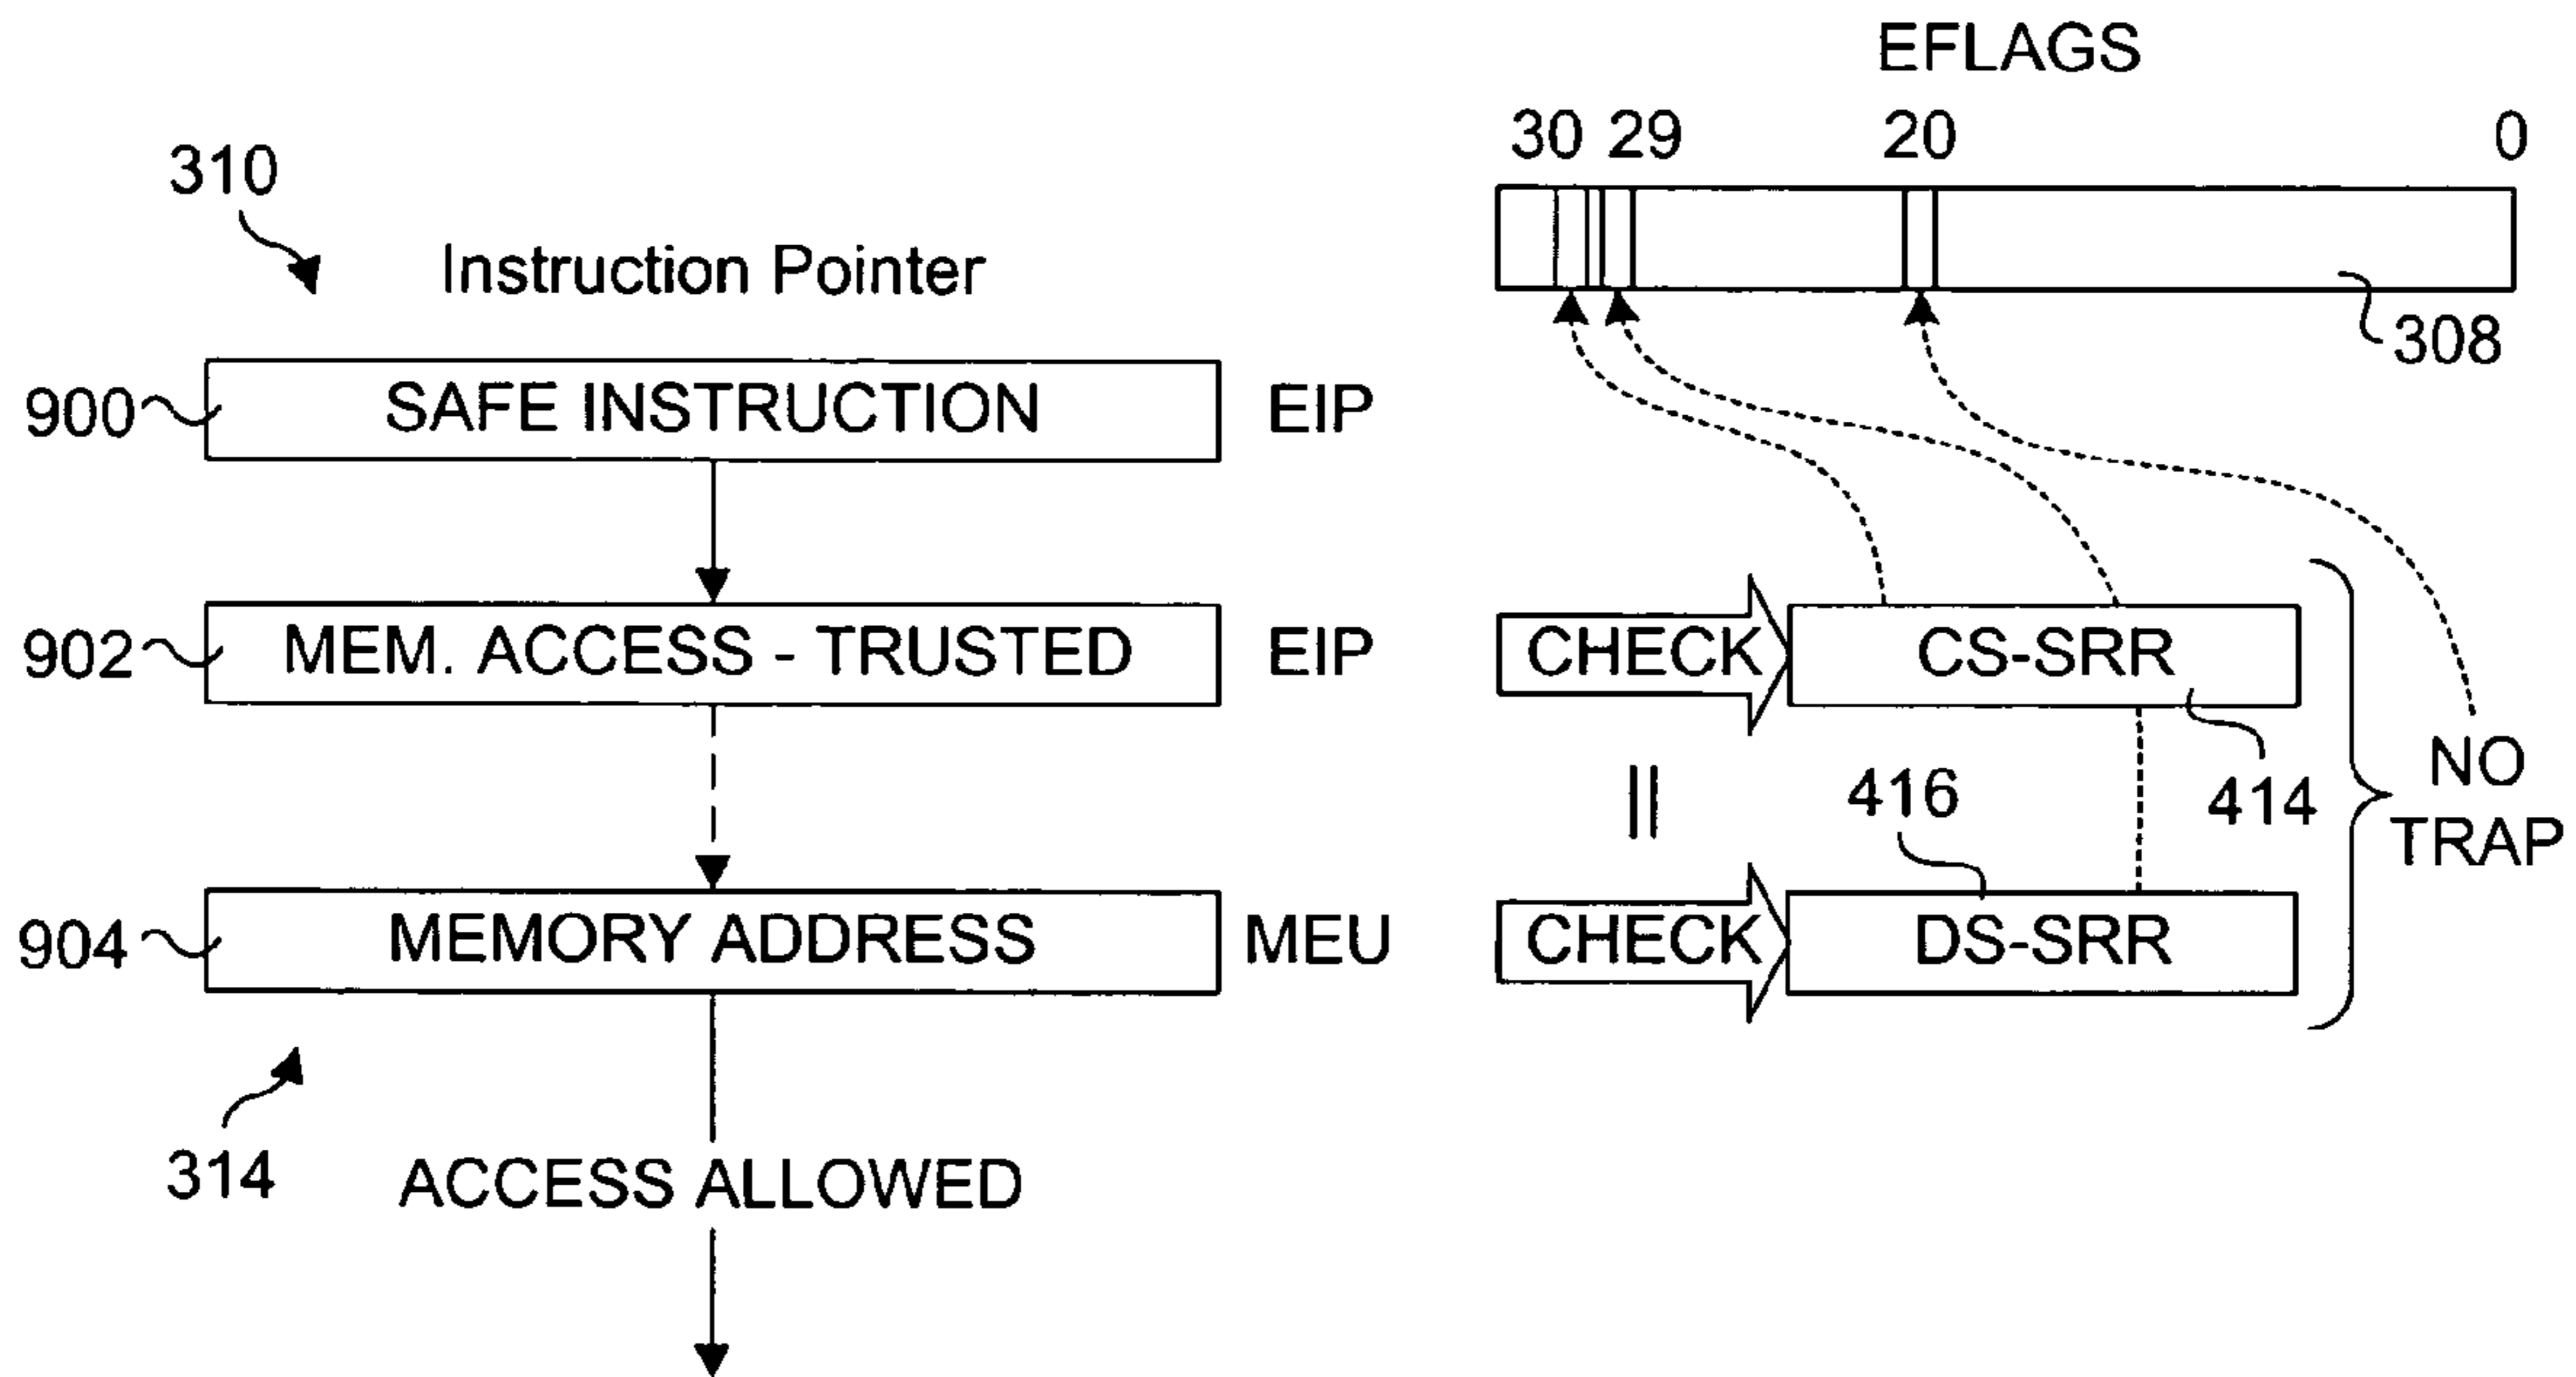 EFLAGS
30 29 20 0
310
Instruction Pointer
308
900 SAFE INSTRUCTION EIP
902 MEM. ACCESS - TRUSTED EIP
CHECK CS-SRR
414
NO
TRAP
||
416
904 MEMORY ADDRESS MEU
CHECK DS-SRR
314
ACCESS ALLOWED